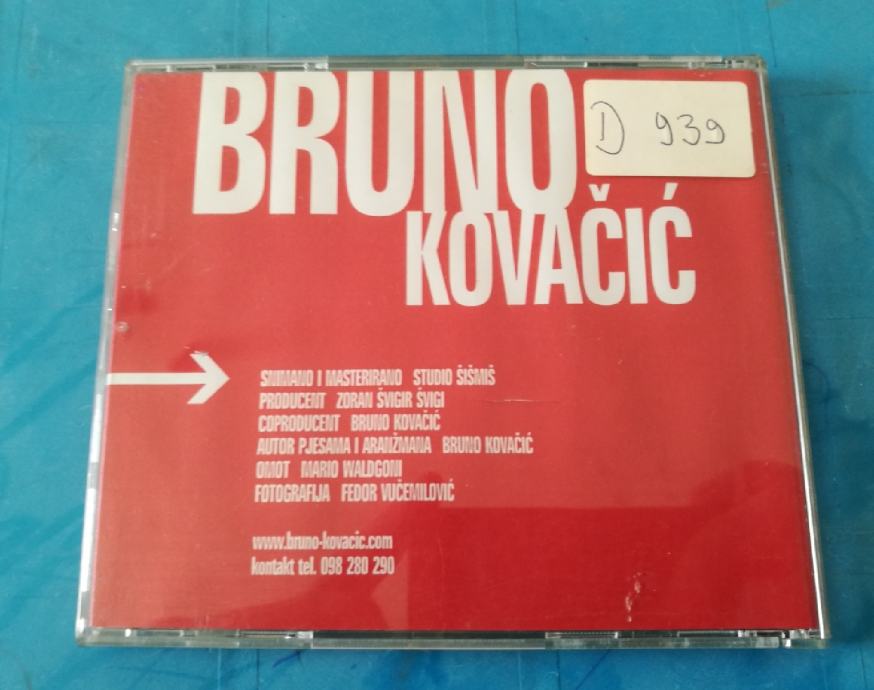 BRUNO
D 939
KOVAČIĆ
SNIMANO I MASTERIRANO STUDIO ŠIŠMIŠ
PRODUCENT ZORAN ŠVIGIR ŠVIGI
COPRODUCENT BRUNO KOVAČIĆ
AUTOR PJESAMA I ARANŽMANA BRUNO KOVAČIĆ
OMOT MARIO WALDGONI
FOTOGRAFIJA FEDOR VUČEMILOVIĆ
www.bruno-kovacic.com
kontakt tel. 098 280 290